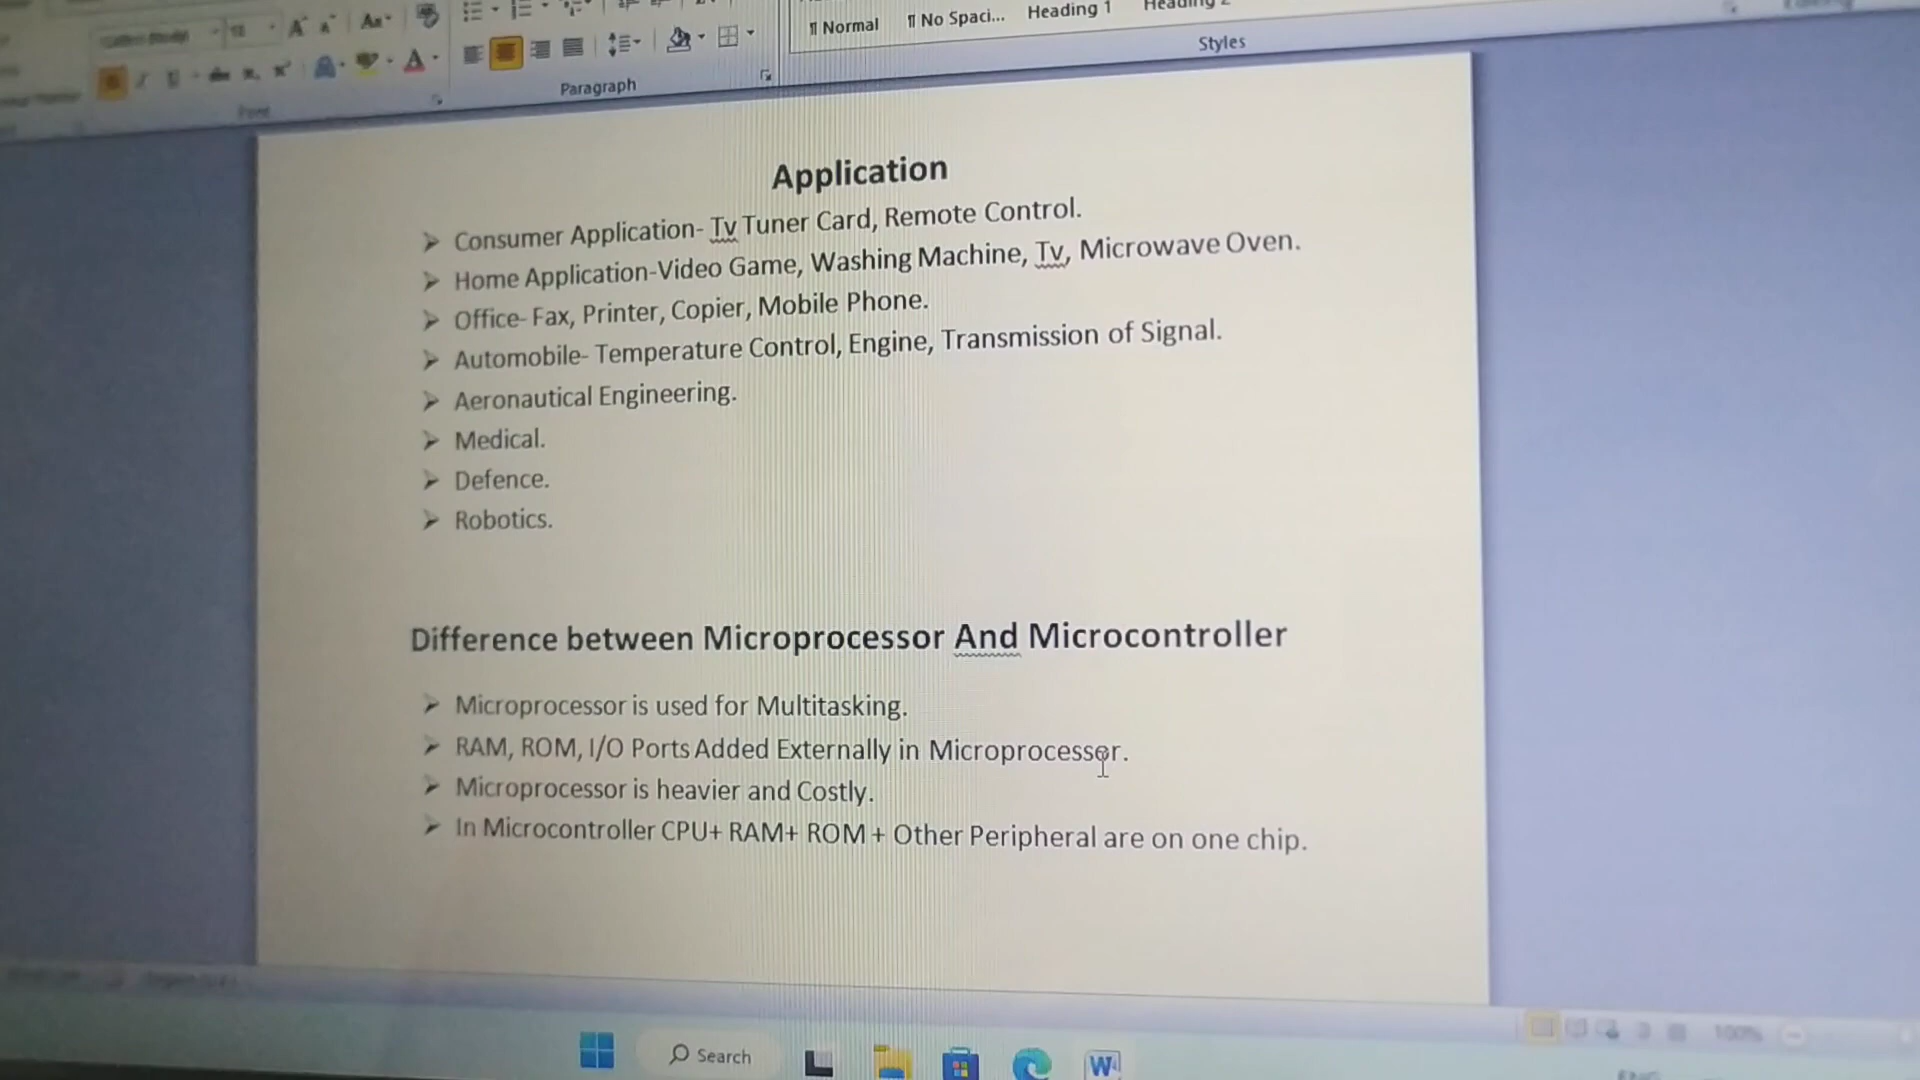 ¶ Normal
¶ No Spaci...
Heading 1
Styles
Paragraph
Font
Application
➢ Consumer Application- Tv Tuner Card, Remote Control.
➢ Home Application-Video Game, Washing Machine, Tv, Microwave Oven.
➢ Office- Fax, Printer, Copier, Mobile Phone.
➢ Automobile- Temperature Control, Engine, Transmission of Signal.
➢ Aeronautical Engineering.
➢ Medical.
➢ Defence.
➢ Robotics.
Difference between Microprocessor And Microcontroller
➢ Microprocessor is used for Multitasking.
➢ RAM, ROM, I/O Ports Added Externally in Microprocessor.
➢ Microprocessor is heavier and Costly.
➢ In Microcontroller CPU+ RAM+ ROM + Other Peripheral are on one chip.
100%
Search